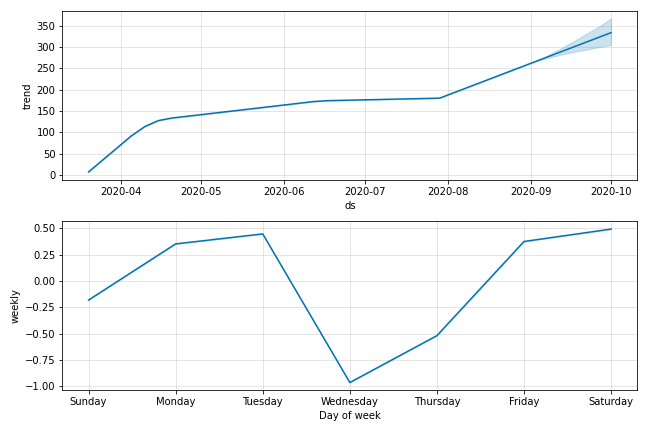 350
300
250
200
150
100
50
0
trend
2020-04 2020-05 2020-06 2020-07 2020-08 2020-09 2020-10
ds
0.50
0.25
0.00
−0.25
−0.50
−0.75
−1.00
weekly
Sunday Monday Tuesday Wednesday Thursday Friday Saturday
Day of week